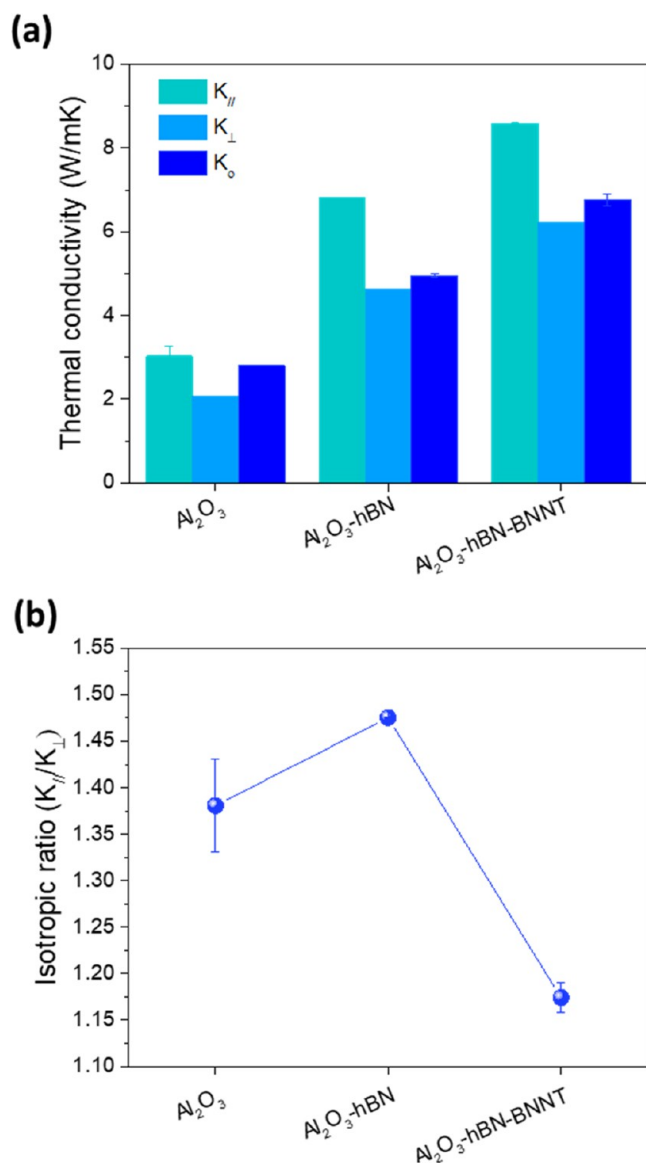 (a)
Thermal conductivity (W/mK)
10
8
6
4
2
0
K//
K⊥
Ko
Al2O3
Al2O3-hBN
Al2O3-hBN-BNNT
(b)
Isotropic ratio (K///K⊥)
1.55
1.50
1.45
1.40
1.35
1.30
1.25
1.20
1.15
1.10
Al2O3
Al2O3-hBN
Al2O3-hBN-BNNT